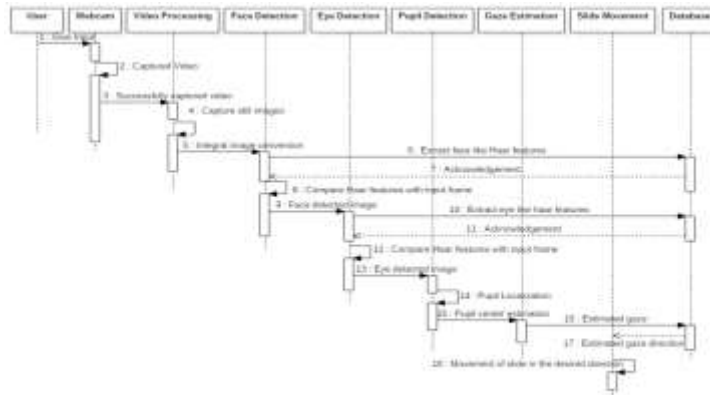 User
Webcam
Video Processing
Face Detection
Eye Detection
Pupil Detection
Gaze Estimation
Slide Movement
Database
1 : User Input
2 : Captured Video
3 : Successfully captured video
4 : Capture still images
5 : Integral image conversion
6 : Extract face like Haar features
7 : Acknowledgement
8 : Compare Haar features with input frame
9 : Face detected image
10 : Extract eye like haar features
11 : Acknowledgement
12 : Compare Haar features with input frame
13 : Eye detected image
14 : Pupil Localization
15 : Pupil center estimation
16 : Estimated gaze
17 : Estimated gaze direction
18 : Movement of slide in the desired direction